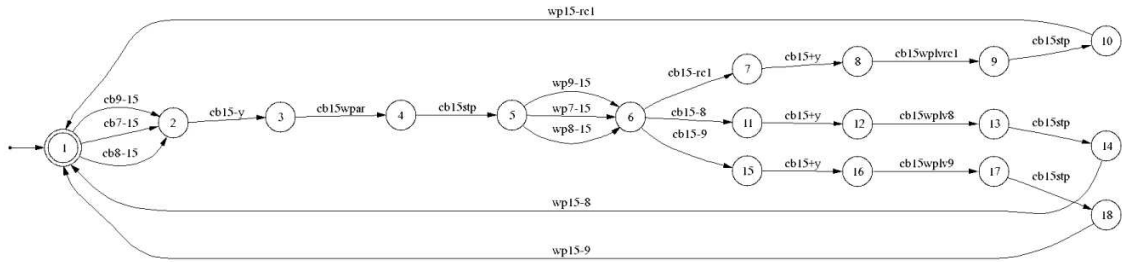 wp15-rc1
10
cb15-rc1
7
cb15+y
8
cb15wplvrc1
9
cb15stp
cb9-15
cb7-15
cb8-15
1
2
cb15-y
3
cb15wpar
4
cb15stp
5
wp9-15
wp7-15
wp8-15
6
cb15-8
11
cb15+y
12
cb15wplv8
13
cb15stp
14
cb15-9
15
cb15+y
16
cb15wplv9
17
cb15stp
18
wp15-8
wp15-9